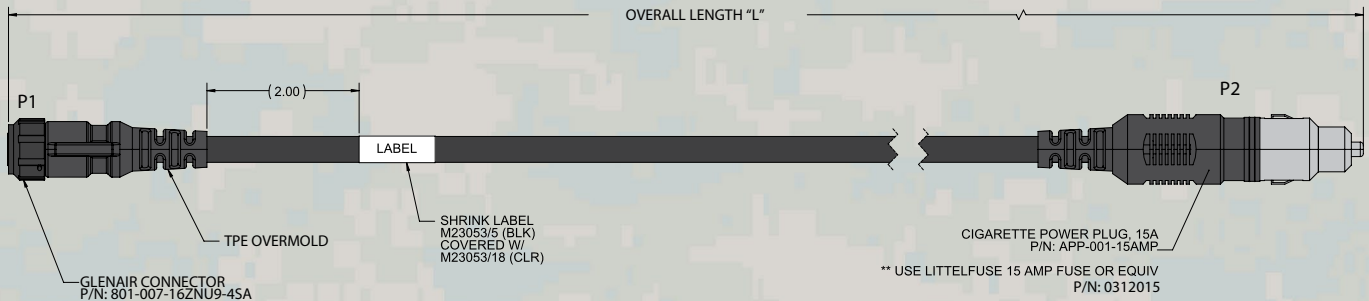 OVERALL LENGTH “L”
P1
( 2.00 )
P2
LABEL
TPE OVERMOLD
SHRINK LABEL
M23053/5 (BLK)
COVERED W/
M23053/18 (CLR)
GLENAIR CONNECTOR
P/N: 801-007-16ZNU9-4SA
CIGARETTE POWER PLUG, 15A
P/N: APP-001-15AMP
** USE LITTELFUSE 15 AMP FUSE OR EQUIV
P/N: 0312015